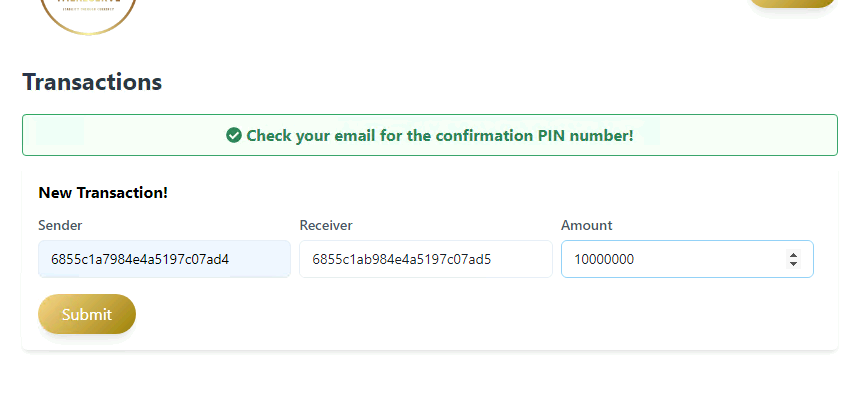 Transactions
Check your email for the confirmation PIN number!
New Transaction!
Sender
Receiver
Amount
6855c1a7984e4a5197c07ad4
6855c1ab984e4a5197c07ad5
10000000
Submit